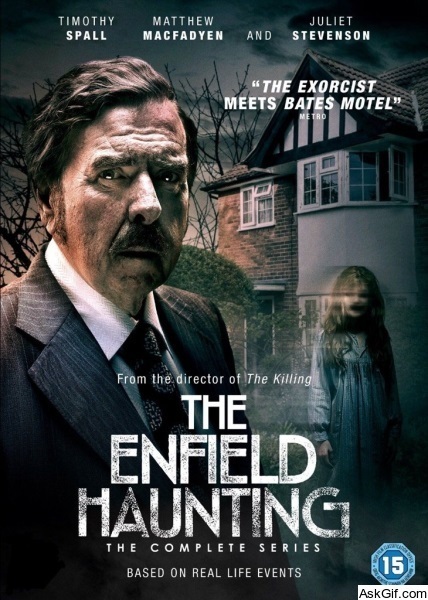 TIMOTHY SPALL
MATTHEW MACFADYEN
AND
JULIET STEVENSON
"THE EXORCIST
MEETS BATES MOTEL"
METRO
From the director of The Killing
THE
ENFIELD
HAUNTING
THE COMPLETE SERIES
BASED ON REAL LIFE EVENTS
15
AskGif.com